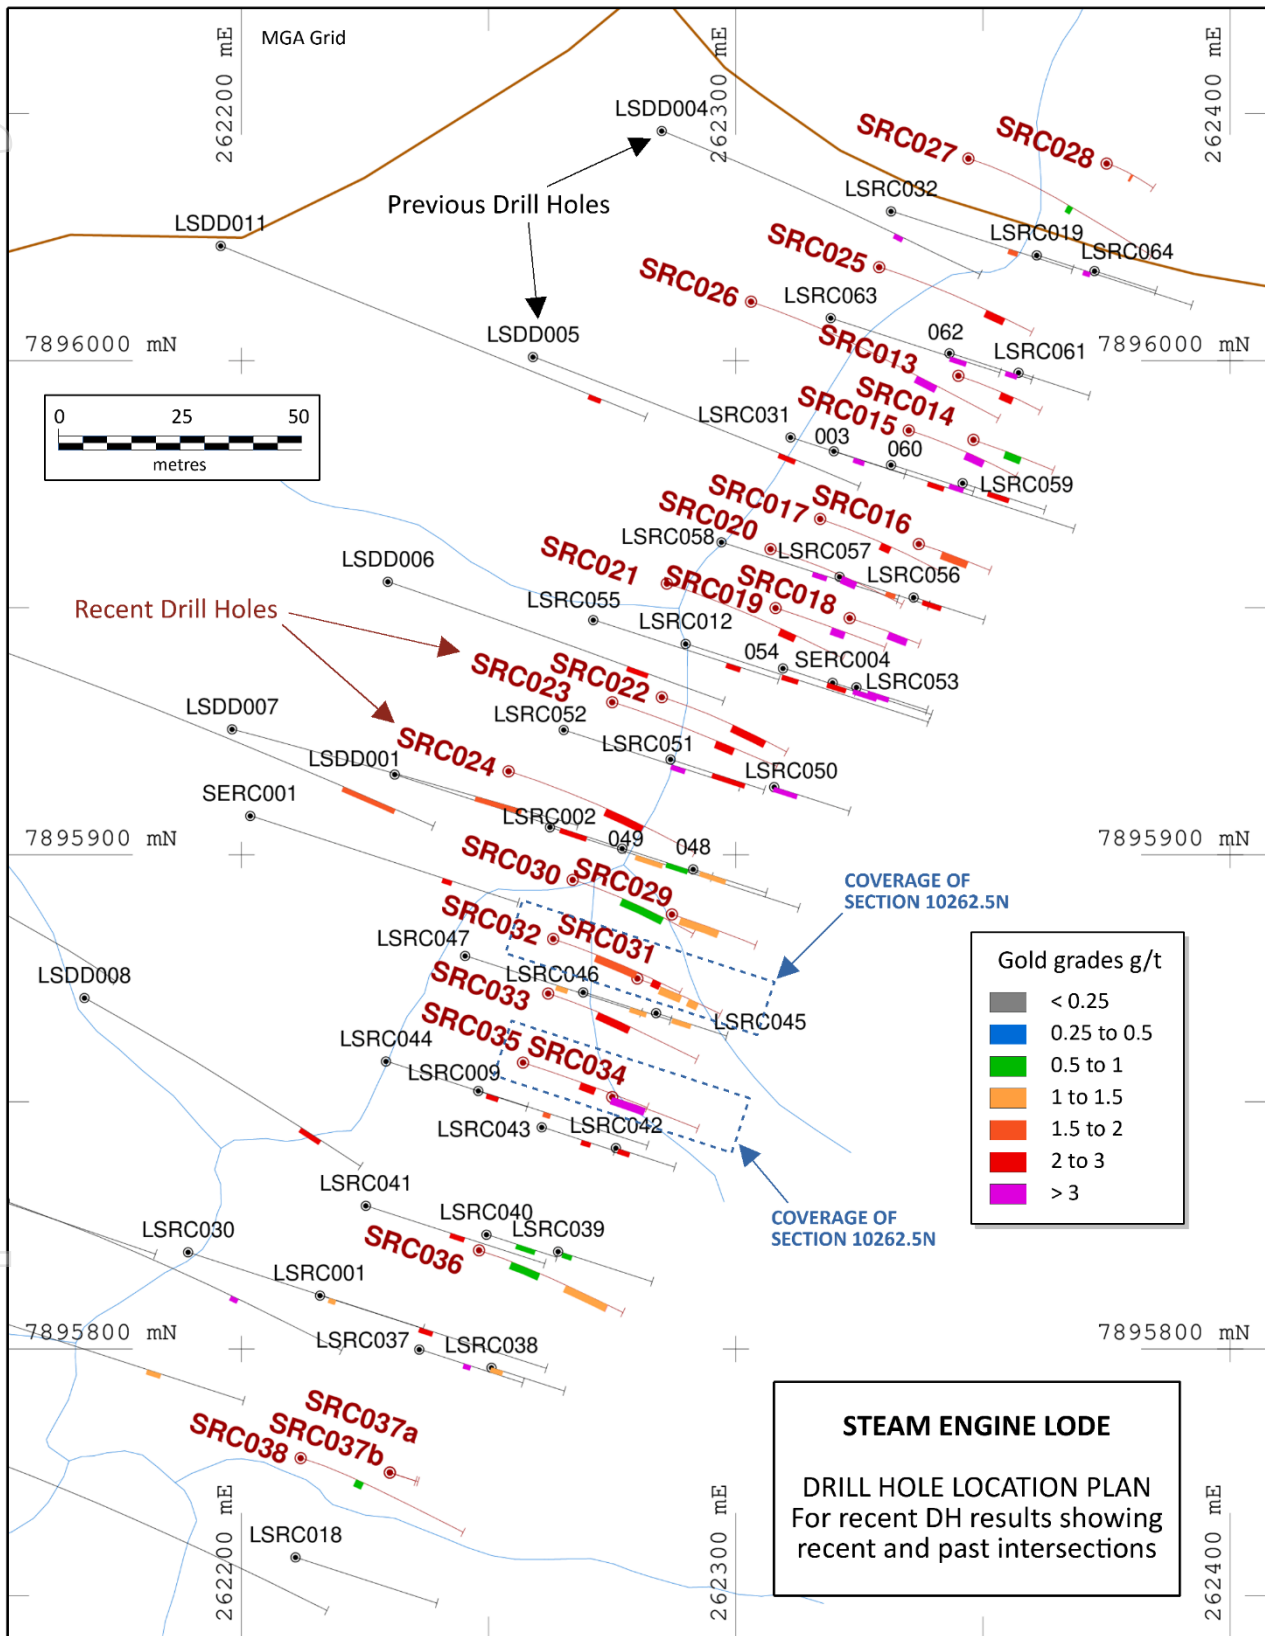 MGA Grid
262200 mE
262300 mE
262400 mE
LSDD004
SRC027
SRC028
LSRC032
Previous Drill Holes
LSDD011
LSRC019
LSRC064
SRC025
SRC026
LSRC063
LSDD005
7896000 mN
062
7896000 mN
SRC013
LSRC061
0 25 50
metres
SRC014
SRC015
LSRC031
003
060
LSRC059
SRC017
SRC016
SRC020
LSRC058
LSRC057
SRC021
LSDD006
LSRC056
SRC019
SRC018
Recent Drill Holes
LSRC055
LSRC012
054
SERC004
LSRC053
SRC023
SRC022
LSDD007
LSRC052
SRC024
LSRC051
LSDD001
LSRC050
SERC001
LSRC002
7895900 mN
049
048
7895900 mN
SRC030
SRC029
COVERAGE OF
SECTION 10262.5N
SRC032
SRC031
LSRC047
Gold grades g/t
LSDD008
LSRC046
SRC033
< 0.25
LSRC045
0.25 to 0.5
SRC035
SRC034
LSRC044
0.5 to 1
LSRC009
1 to 1.5
LSRC043
LSRC042
1.5 to 2
2 to 3
> 3
LSRC041
LSRC040
LSRC039
COVERAGE OF
SECTION 10262.5N
LSRC030
SRC036
LSRC001
7895800 mN
LSRC037
LSRC038
7895800 mN
SRC037a
SRC037b
SRC038
STEAM ENGINE LODE
DRILL HOLE LOCATION PLAN
For recent DH results showing
recent and past intersections
LSRC018
262200 mE
262300 mE
262400 mE